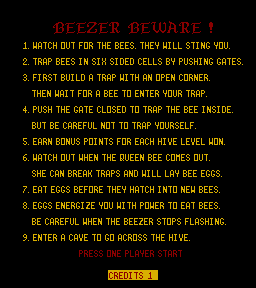 BEEZER BEWARE !
1. WATCH OUT FOR THE BEES. THEY WILL STING YOU.
2. TRAP BEES IN SIX SIDED CELLS BY PUSHING GATES.
3. FIRST BUILD A TRAP WITH AN OPEN CORNER.
THEN WAIT FOR A BEE TO ENTER YOUR TRAP.
4. PUSH THE GATE CLOSED TO TRAP THE BEE INSIDE.
BUT BE CAREFUL NOT TO TRAP YOURSELF.
5. EARN BONUS POINTS FOR EACH HIVE LEVEL WON.
6. WATCH OUT WHEN THE QUEEN BEE COMES OUT.
SHE CAN BREAK TRAPS AND WILL LAY BEE EGGS.
7. EAT EGGS BEFORE THEY HATCH INTO NEW BEES.
8. EGGS ENERGIZE YOU WITH POWER TO EAT BEES.
BE CAREFUL WHEN THE BEEZER STOPS FLASHING.
9. ENTER A CAVE TO GO ACROSS THE HIVE.
PRESS ONE PLAYER START
CREDITS 1